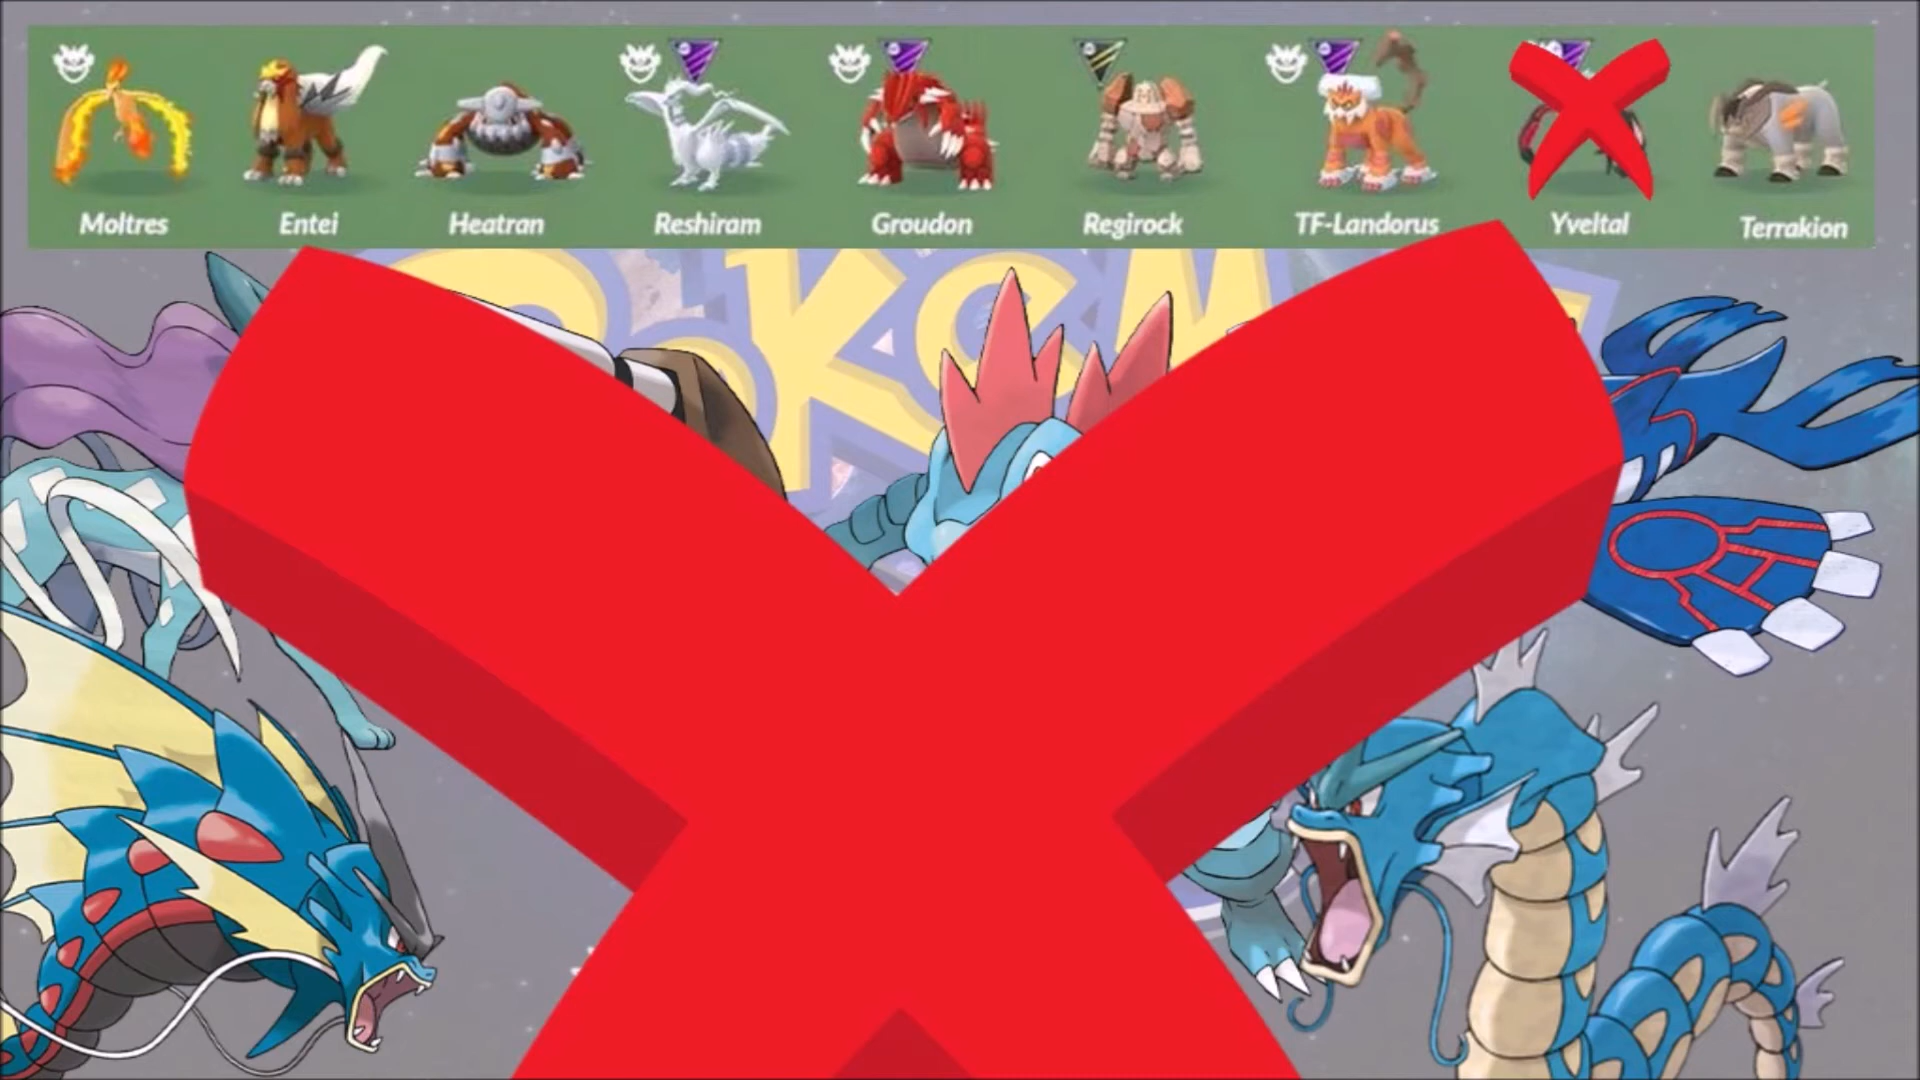 Moltres
Entei
Heatran
Reshiram
Groudon
Regirock
TF-Landorus
Yveltal
Terrakion